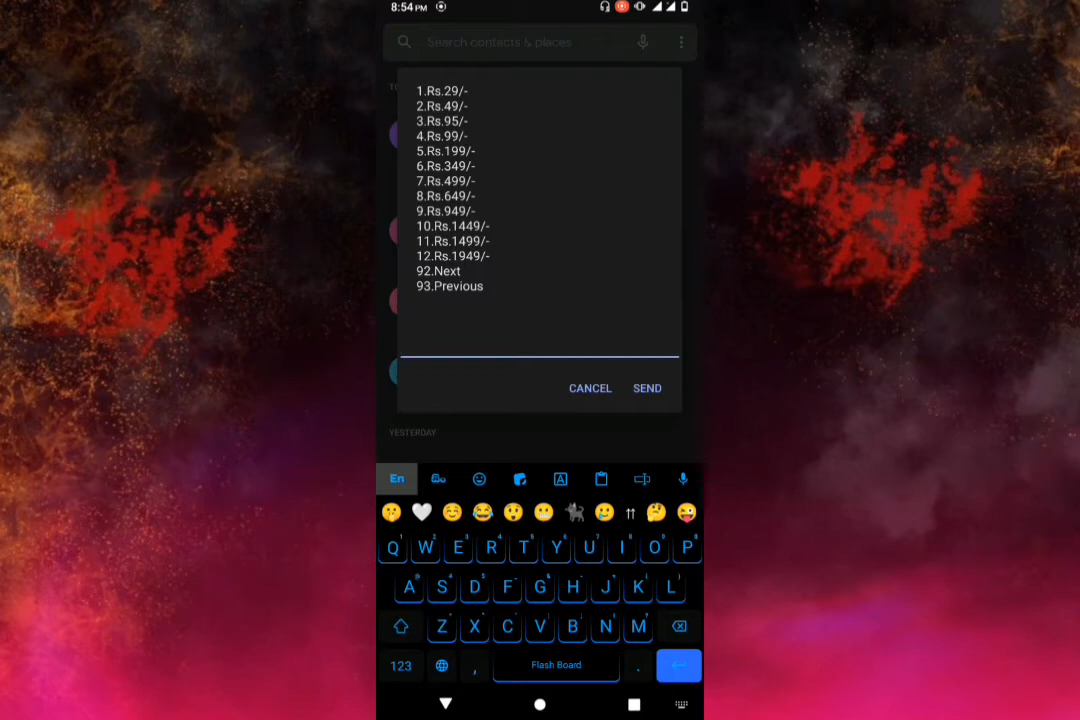 8:54 PM
Search contacts & places
1.Rs.29/-
2.Rs.49/-
3.Rs.95/-
4.Rs.99/-
5.Rs.199/-
6.Rs.349/-
7.Rs.499/-
8.Rs.649/-
9.Rs.949/-
10.Rs.1449/-
11.Rs.1499/-
12.Rs.1949/-
92.Next
93.Previous
CANCEL SEND
YESTERDAY
En
Q W E R T Y U I O P
A S D F G H J K L
Z X C V B N M
123 , Flash Board .